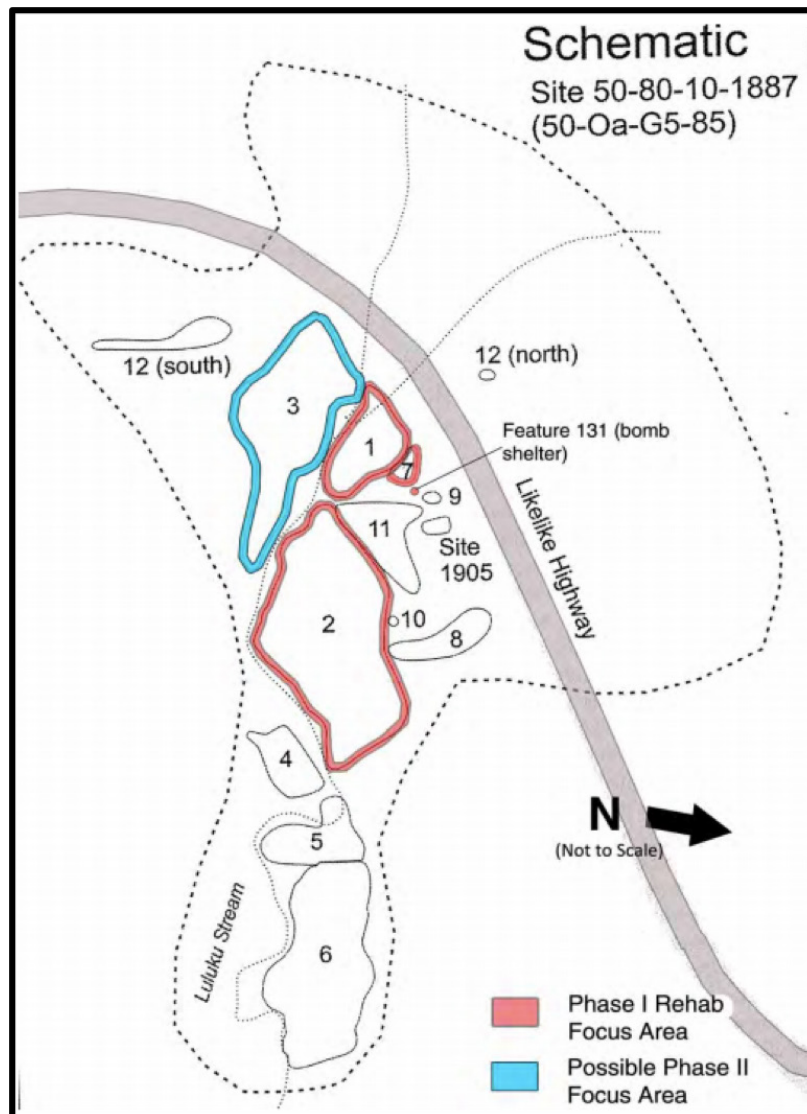 Schematic
Site 50-80-10-1887
(50-Oa-G5-85)
12 (south)
12 (north)
3
1
7
Feature 131 (bomb
shelter)
9
11
Site
1905
Likelike Highway
10
2
8
4
N
(Not to Scale)
5
Luluku Stream
6
Phase I Rehab
Focus Area
Possible Phase II
Focus Area